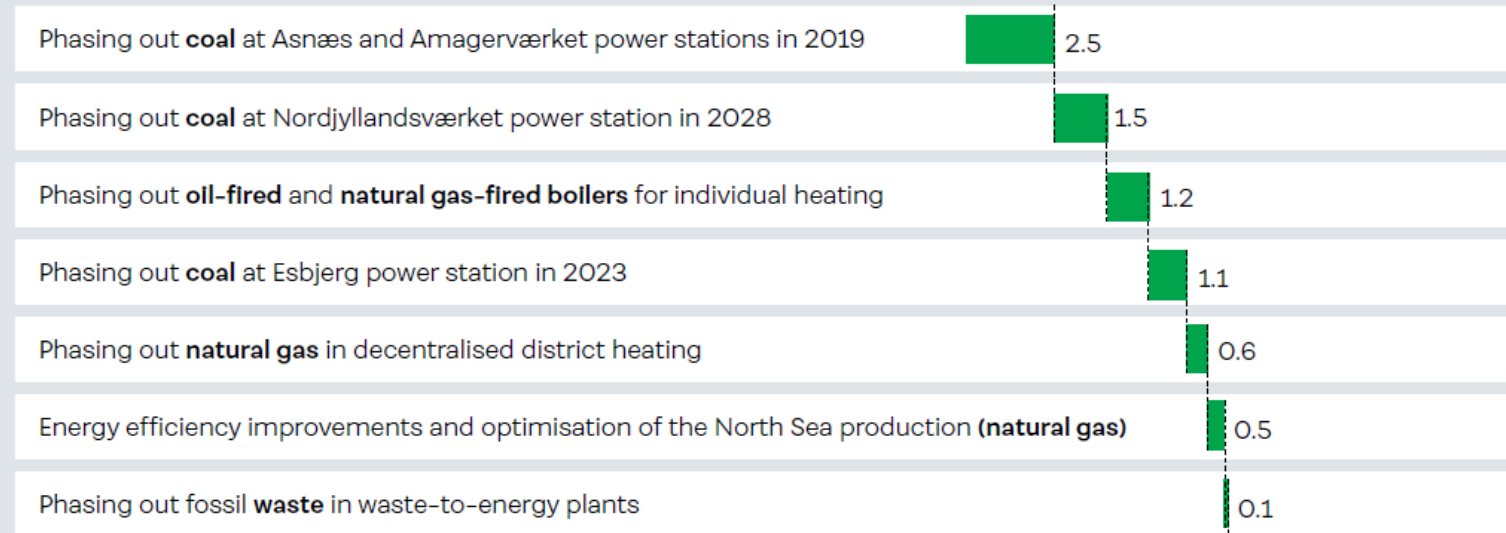 Phasing out coal at Asnæs and Amagerværket power stations in 2019 2.5
Phasing out coal at Nordjyllandsværket power station in 2028 1.5
Phasing out oil-fired and natural gas-fired boilers for individual heating 1.2
Phasing out coal at Esbjerg power station in 2023 1.1
Phasing out natural gas in decentralised district heating 0.6
Energy efficiency improvements and optimisation of the North Sea production (natural gas) 0.5
Phasing out fossil waste in waste-to-energy plants 0.1